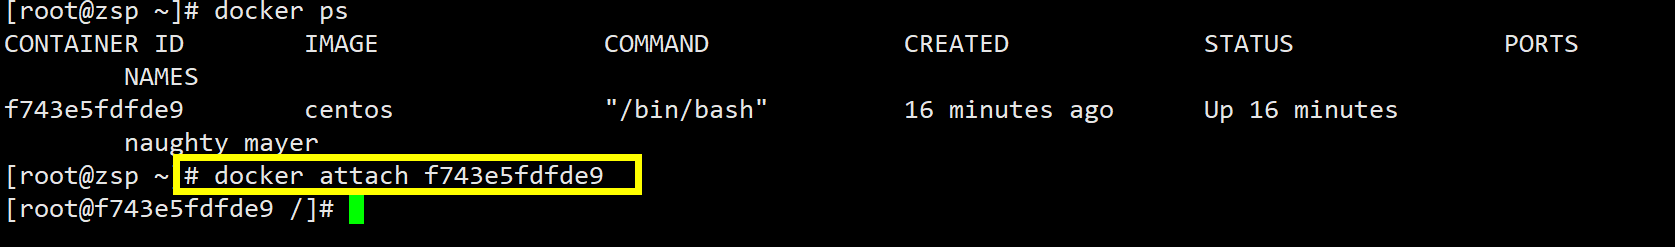 [root@zsp ~]# docker ps
CONTAINER ID        IMAGE               COMMAND             CREATED             STATUS              PORTS
        NAMES
f743e5fdfde9        centos              "/bin/bash"         16 minutes ago      Up 16 minutes
        naughty_mayer
[root@zsp ~]# docker attach f743e5fdfde9
[root@f743e5fdfde9 /]#